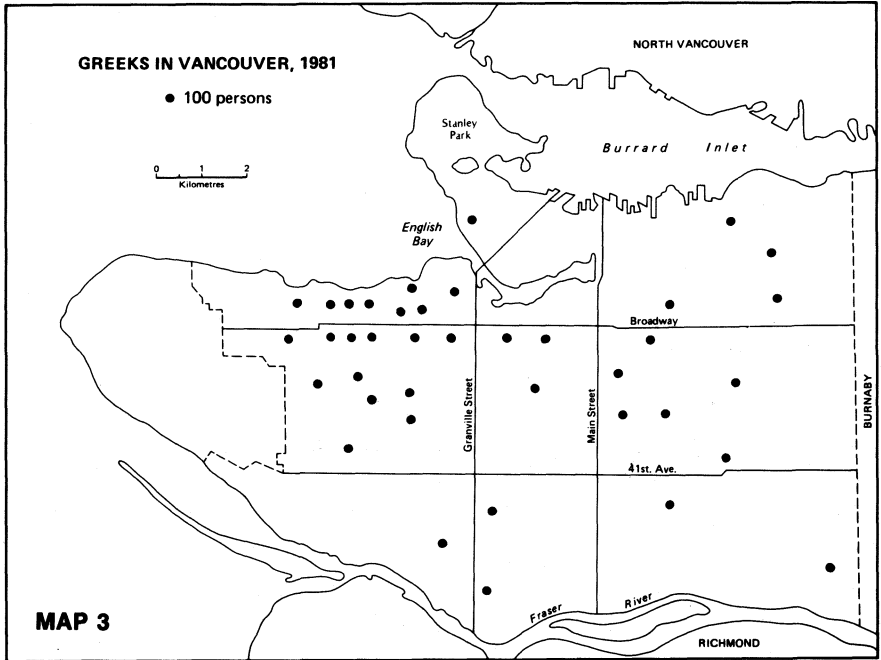 GREEKS IN VANCOUVER, 1981
100 persons
0 1 2
Kilometres
NORTH VANCOUVER
Stanley
Park
Burrard Inlet
English
Bay
Broadway
Granville Street
Main Street
BURNABY
41st. Ave.
Fraser River
MAP 3
RICHMOND